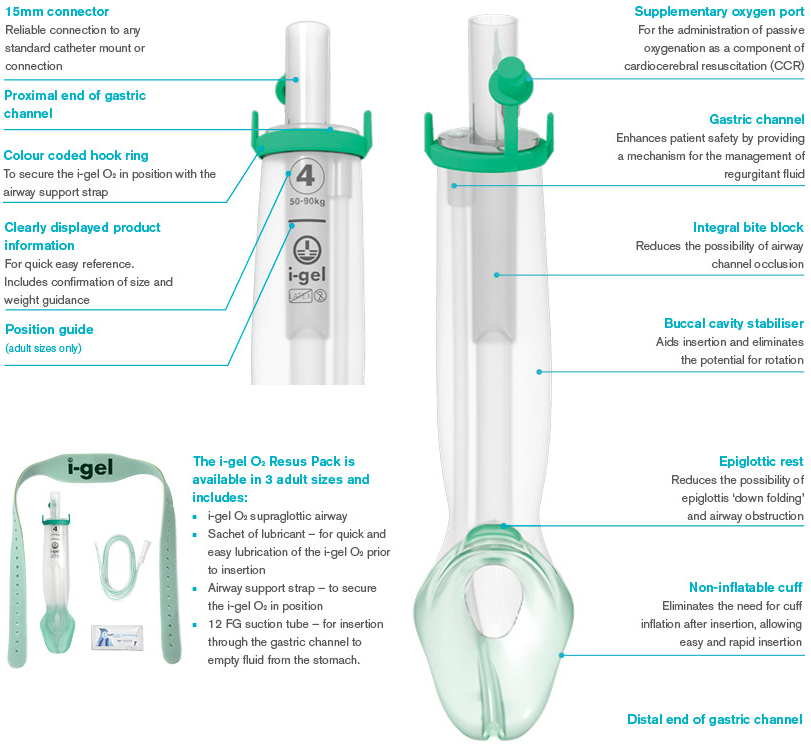 15mm connector
Reliable connection to any
standard catheter mount or
connection
Proximal end of gastric
channel
Colour coded hook ring
To secure the i-gel O₂ in position with the
airway support strap
Clearly displayed product
information
For quick easy reference.
Includes confirmation of size and
weight guidance
Position guide
(adult sizes only)
4
50-90kg
i-gel
LATEX
2
Supplementary oxygen port
For the administration of passive
oxygenation as a component of
cardiocerebral resuscitation (CCR)
Gastric channel
Enhances patient safety by providing
a mechanism for the management of
regurgitant fluid
Integral bite block
Reduces the possibility of airway
channel occlusion
Buccal cavity stabiliser
Aids insertion and eliminates
the potential for rotation
Epiglottic rest
Reduces the possibility of
epiglottis ‘down folding’
and airway obstruction
Non-inflatable cuff
Eliminates the need for cuff
inflation after insertion, allowing
easy and rapid insertion
Distal end of gastric channel
i-gel
4
i-gel
The i-gel O₂ Resus Pack is
available in 3 adult sizes and
includes:
▪ i-gel O₂ supraglottic airway
▪ Sachet of lubricant – for quick and
easy lubrication of the i-gel O₂ prior
to insertion
▪ Airway support strap – to secure
the i-gel O₂ in position
▪ 12 FG suction tube – for insertion
through the gastric channel to
empty fluid from the stomach.